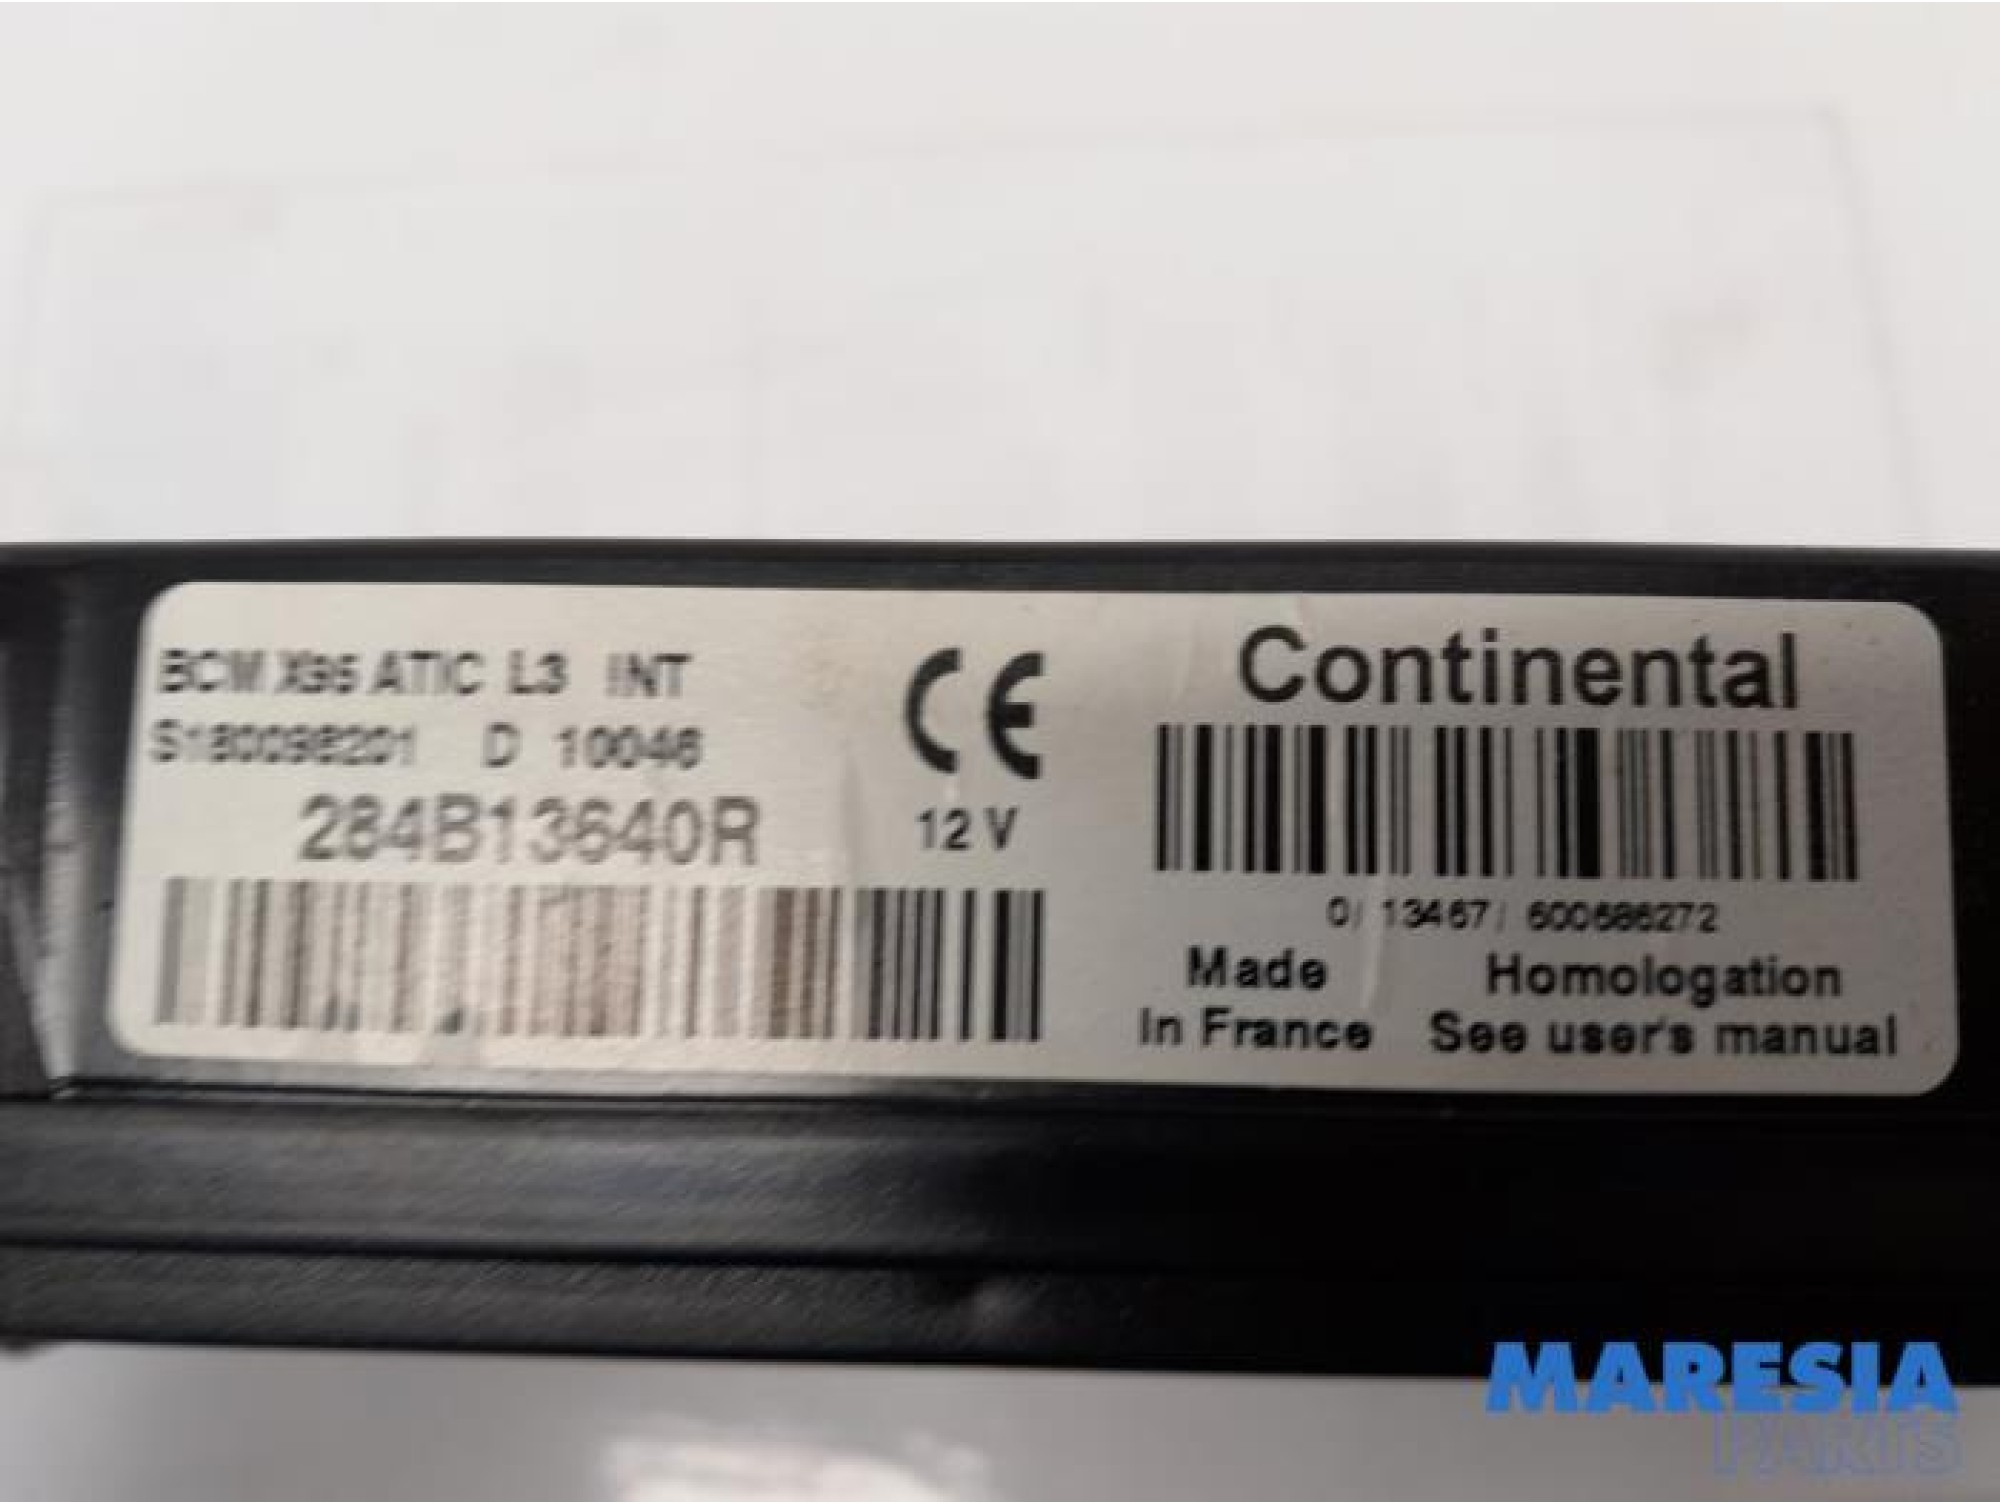 BCM X95 ATIC L3 INT
S180098201 D 10046
284B13640R
12 V
Continental
0/ 13467/ 600686272
Made
In France
Homologation
See user's manual
MARESIA
PARTS